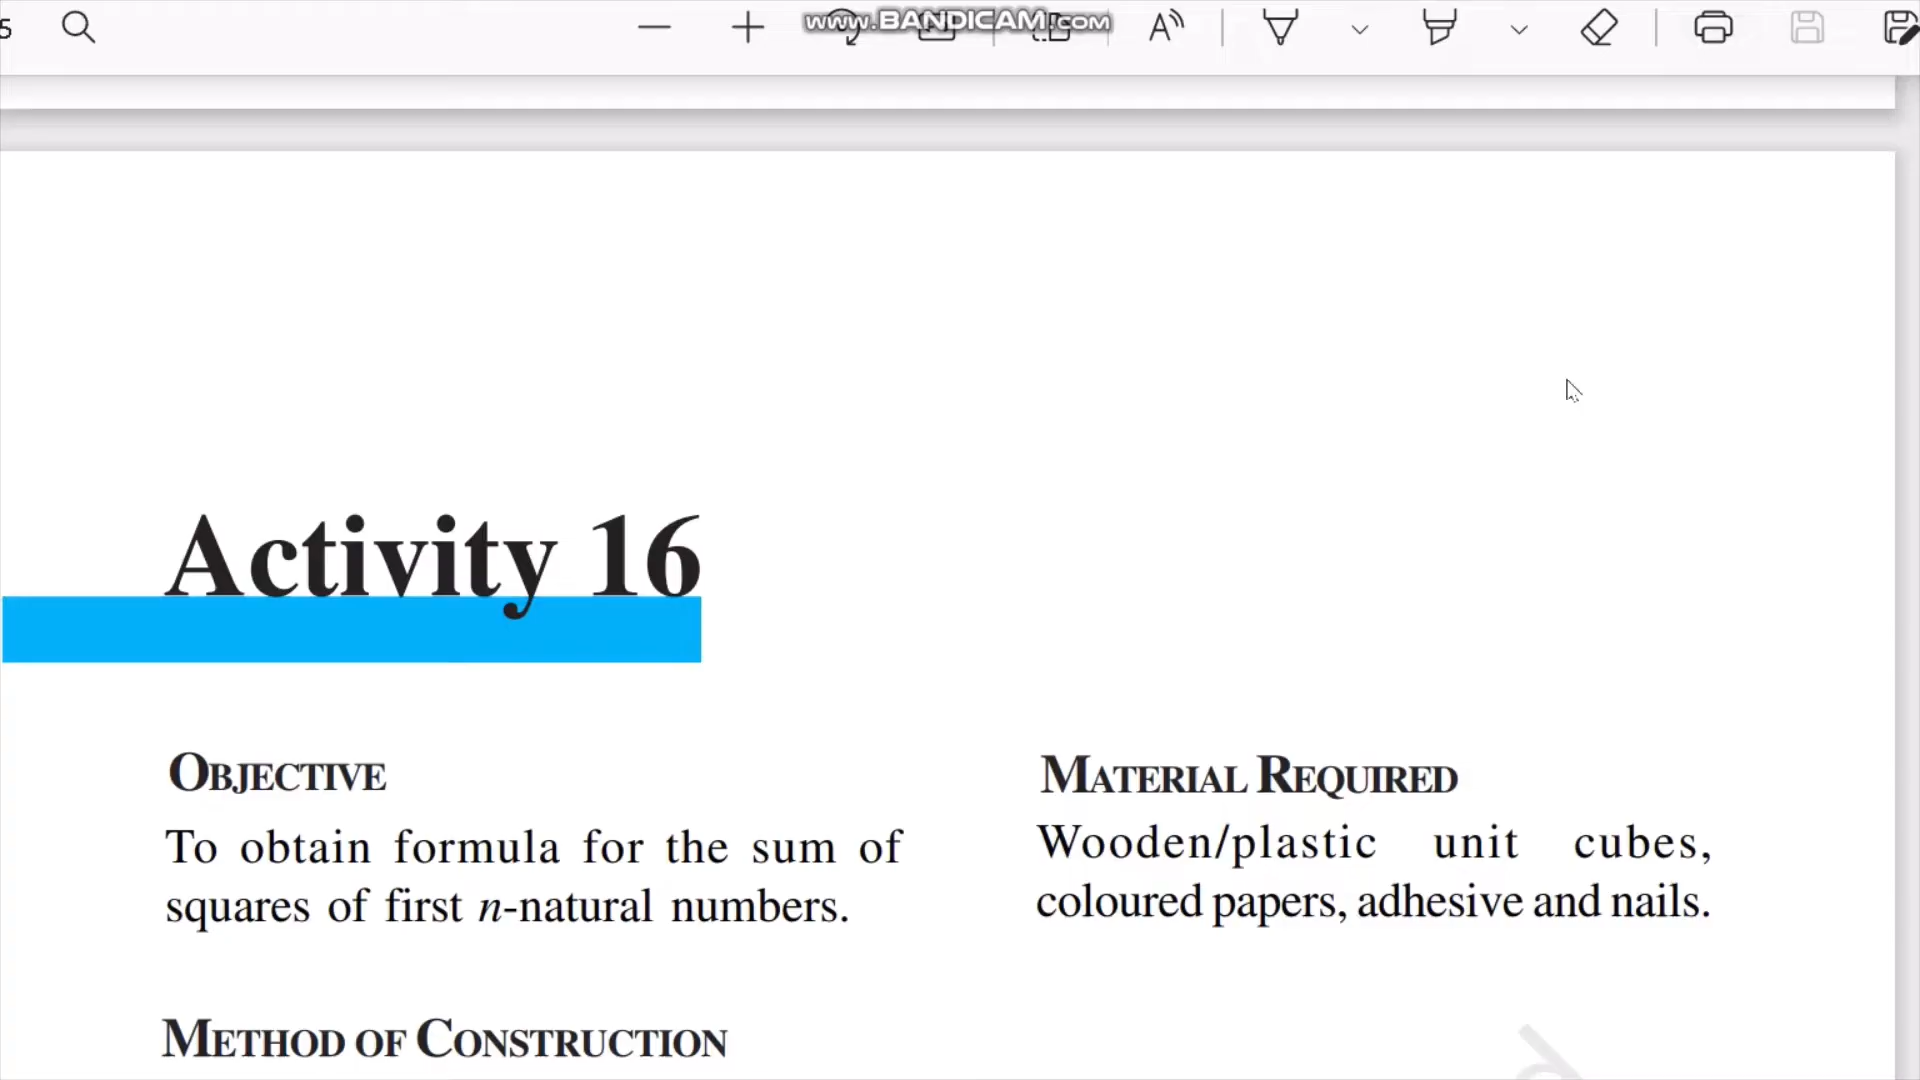 5
www.BANDICAM.com
Activity 16
OBJECTIVE
To obtain formula for the sum of
squares of first n-natural numbers.
MATERIAL REQUIRED
Wooden/plastic unit cubes,
coloured papers, adhesive and nails.
METHOD OF CONSTRUCTION